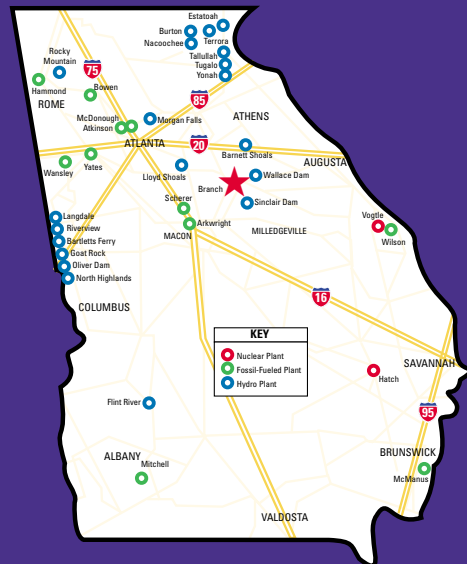 Estatoah
Burton
Terrora
Nacoochee
Tallullah
Tugalo
Yonah
Rocky
Mountain
75
Hammond
Bowen
ROME
85
McDonough
Atkinson
Morgan Falls
ATHENS
ATLANTA
20
Barnett Shoals
AUGUSTA
Wansley
Yates
Lloyd Shoals
Wallace Dam
Branch
Scherer
Sinclair Dam
Langdale
Riverview
Bartletts Ferry
Goat Rock
Oliver Dam
North Highlands
Arkwright
MACON
MILLEDGEVILLE
Vogtle
Wilson
16
COLUMBUS
KEY
Nuclear Plant
Fossil-Fueled Plant
Hydro Plant
SAVANNAH
Hatch
95
Flint River
ALBANY
Mitchell
BRUNSWICK
McManus
VALDOSTA